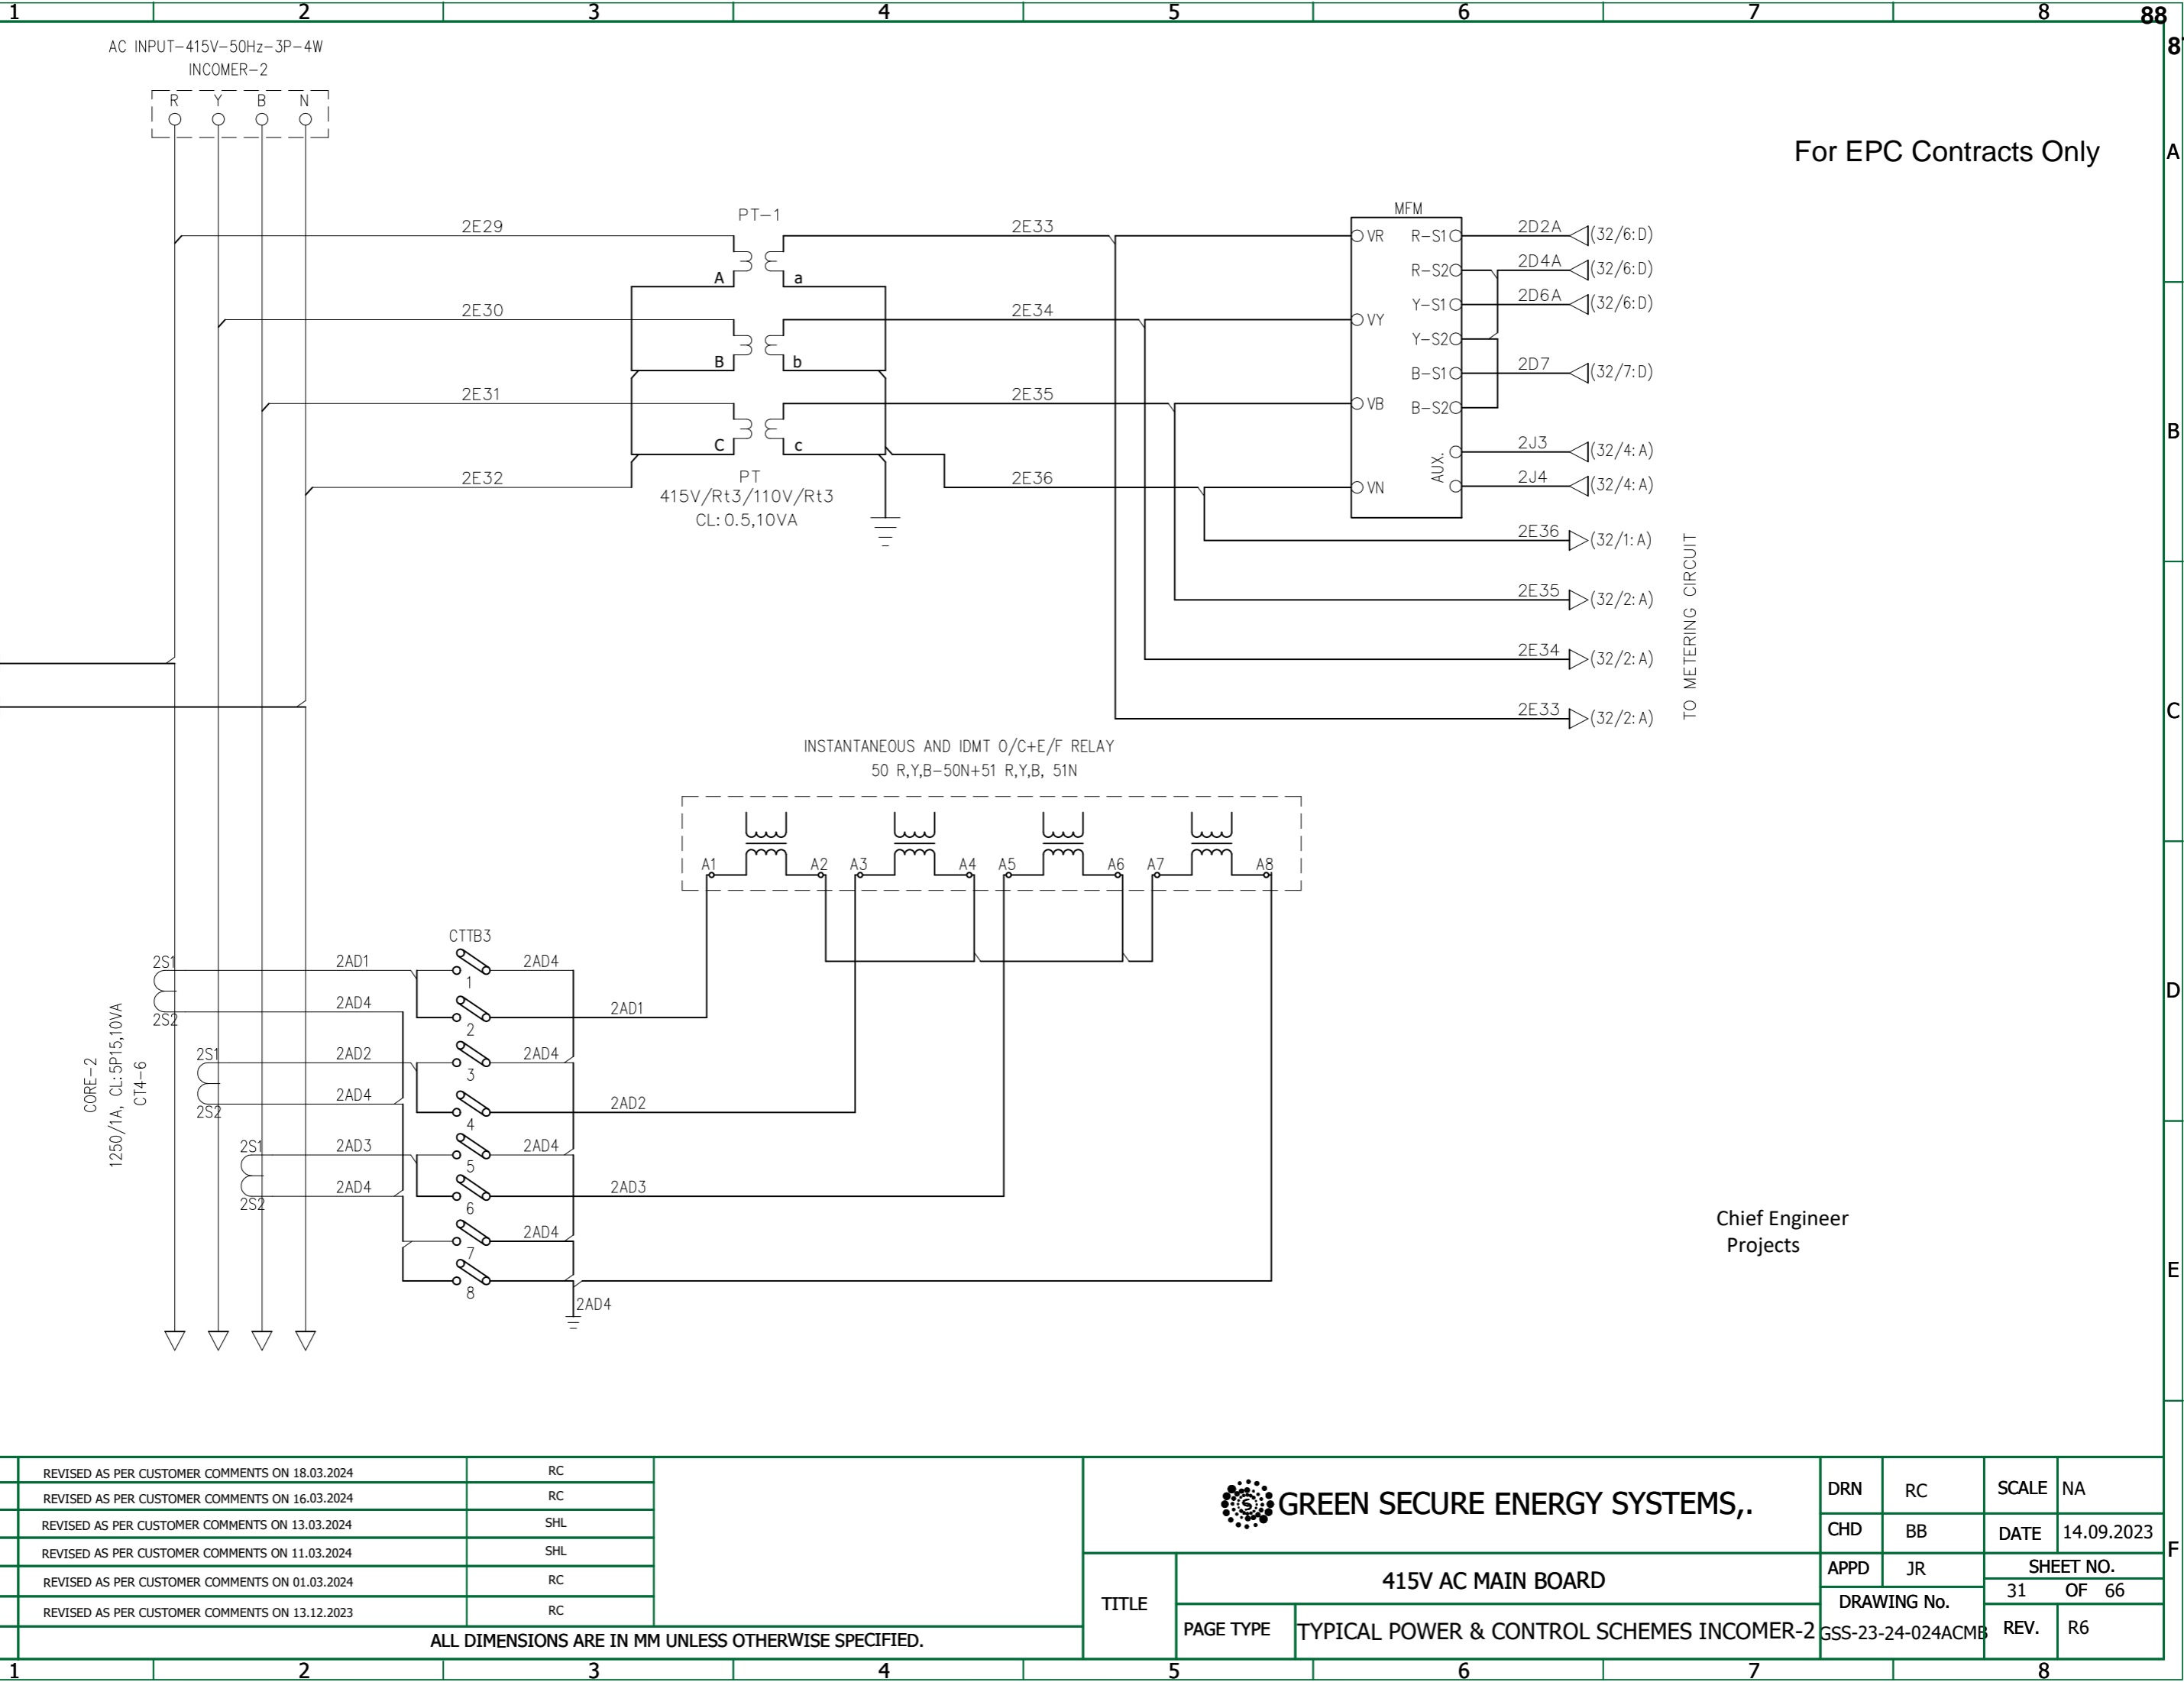 1 2 3 4 5 6 7 8 88
8
AC INPUT-415V-50Hz-3P-4W
INCOMER-2
R Y B N
For EPC Contracts Only
A
PT-1
MFM
2E29 2E33 VR R-S1 2D2A (32/6:D)
R-S2 2D4A (32/6:D)
A a
2E30 2E34 VY Y-S1 2D6A (32/6:D)
Y-S2
B b
B-S1 2D7 (32/7:D)
2E31 2E35 VB B-S2
B
C c
AUX. 2J3 (32/4:A)
2J4 (32/4:A)
2E32 2E36 VN
PT
415V/Rt3/110V/Rt3
CL:0.5,10VA
2E36 (32/1:A)
2E35 (32/2:A)
2E34 (32/2:A)
2E33 (32/2:A)
TO METERING CIRCUIT
C
INSTANTANEOUS AND IDMT O/C+E/F RELAY
50 R,Y,B-50N+51 R,Y,B, 51N
A1 A2 A3 A4 A5 A6 A7 A8
CTTB3
2S1 2AD1 1 2AD4
2S2 2AD4 2 2AD1
D
2S1 2AD2 3 2AD4
2S2 2AD4 4 2AD2
2S1 2AD3 5 2AD4
2S2 2AD4 6 2AD3
7 2AD4
8
2AD4
CORE-2
1250/1A, CL:5P15,10VA
CT4-6
Chief Engineer
Projects
E
REVISED AS PER CUSTOMER COMMENTS ON 18.03.2024 RC
REVISED AS PER CUSTOMER COMMENTS ON 16.03.2024 RC
REVISED AS PER CUSTOMER COMMENTS ON 13.03.2024 SHL
REVISED AS PER CUSTOMER COMMENTS ON 11.03.2024 SHL
REVISED AS PER CUSTOMER COMMENTS ON 01.03.2024 RC
REVISED AS PER CUSTOMER COMMENTS ON 13.12.2023 RC
ALL DIMENSIONS ARE IN MM UNLESS OTHERWISE SPECIFIED.
GREEN SECURE ENERGY SYSTEMS,.
TITLE
415V AC MAIN BOARD
PAGE TYPE
TYPICAL POWER & CONTROL SCHEMES INCOMER-2
DRN RC SCALE NA
CHD BB DATE 14.09.2023
APPD JR SHEET NO.
31 OF 66
DRAWING No.
GSS-23-24-024ACMB REV. R6
F
1 2 3 4 5 6 7 8